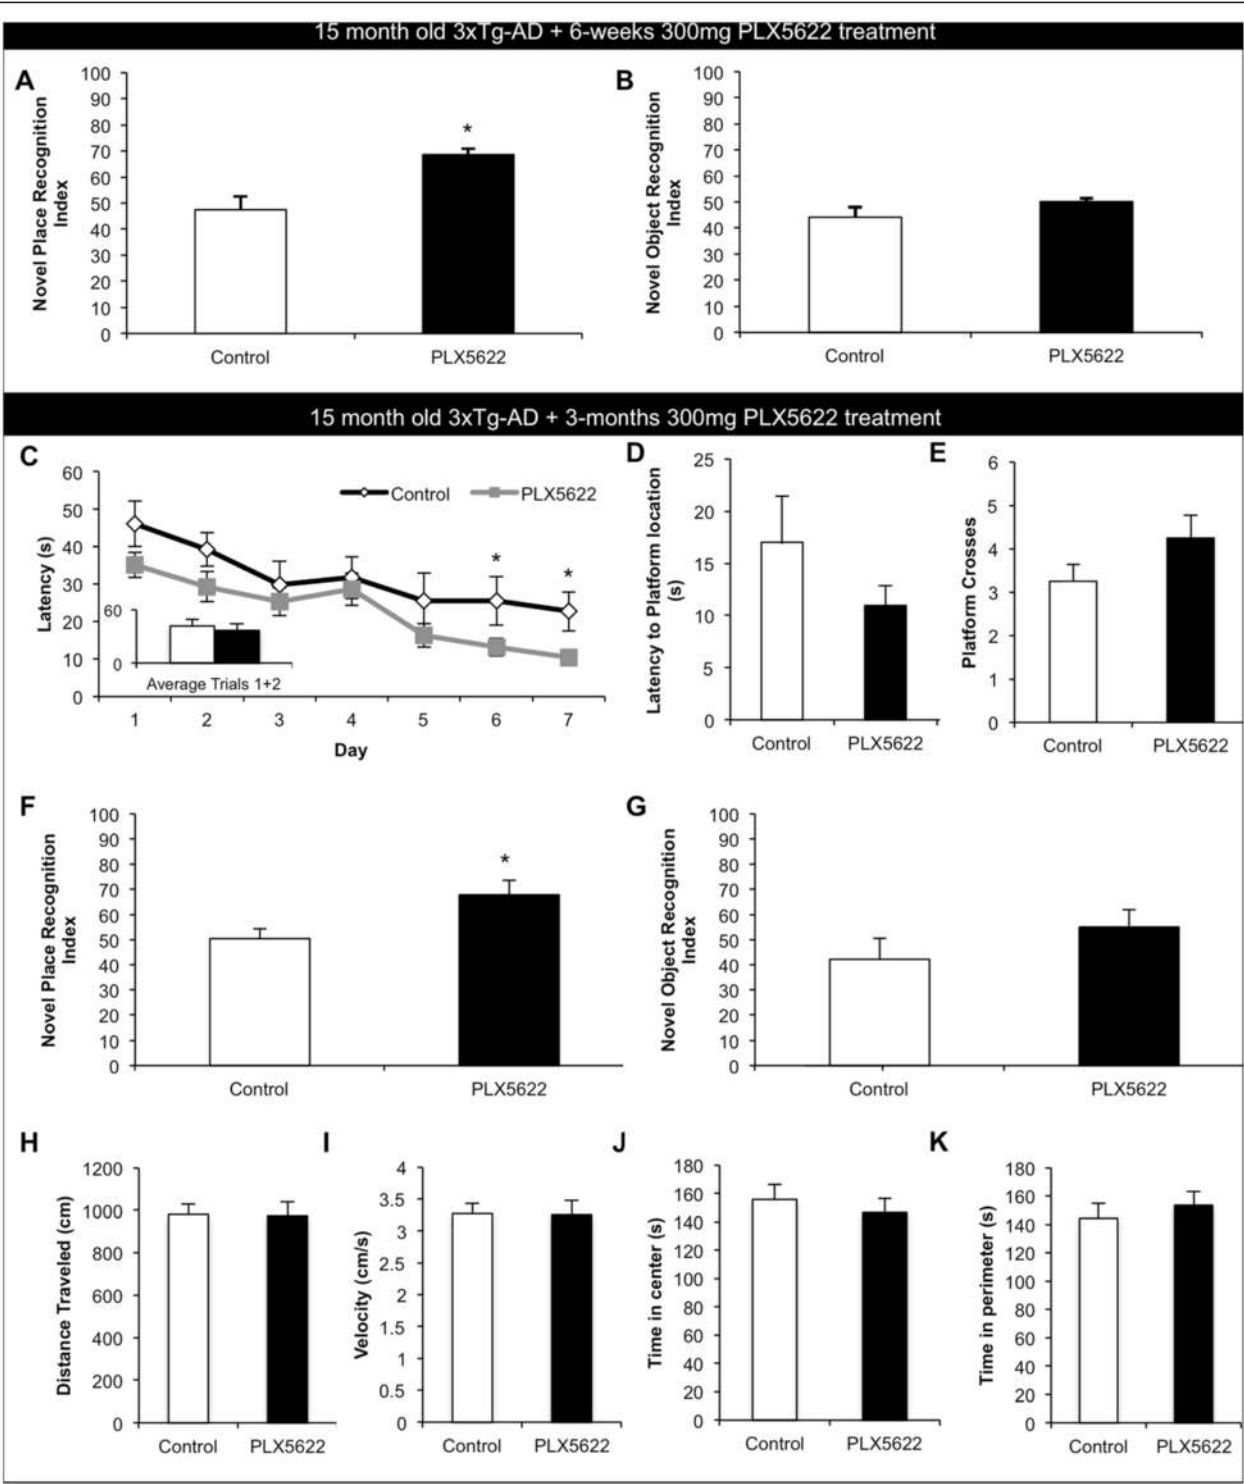 15 month old 3xTg-AD + 6-weeks 300mg PLX5622 treatment
A
Novel Place Recognition
Index
100
90
80
70
60
50
40
30
20
10
0
*
Control
PLX5622
B
Novel Object Recognition
Index
100
90
80
70
60
50
40
30
20
10
0
Control
PLX5622
15 month old 3xTg-AD + 3-months 300mg PLX5622 treatment
C
Latency (s)
60
50
40
30
20
10
0
Control
PLX5622
*
*
60
0
Average Trials 1+2
1 2 3 4 5 6 7
Day
D
Latency to Platform location
(s)
25
20
15
10
5
0
Control
PLX5622
E
Platform Crosses
6
5
4
3
2
1
0
Control
PLX5622
F
Novel Place Recognition
Index
100
90
80
70
60
50
40
30
20
10
0
*
Control
PLX5622
G
Novel Object Recognition
Index
100
90
80
70
60
50
40
30
20
10
0
Control
PLX5622
H
Distance Traveled (cm)
1200
1000
800
600
400
200
0
Control
PLX5622
I
Velocity (cm/s)
4
3.5
3
2.5
2
1.5
1
0.5
0
Control
PLX5622
J
Time in center (s)
180
160
140
120
100
80
60
40
20
0
Control
PLX5622
K
Time in perimeter (s)
180
160
140
120
100
80
60
40
20
0
Control
PLX5622